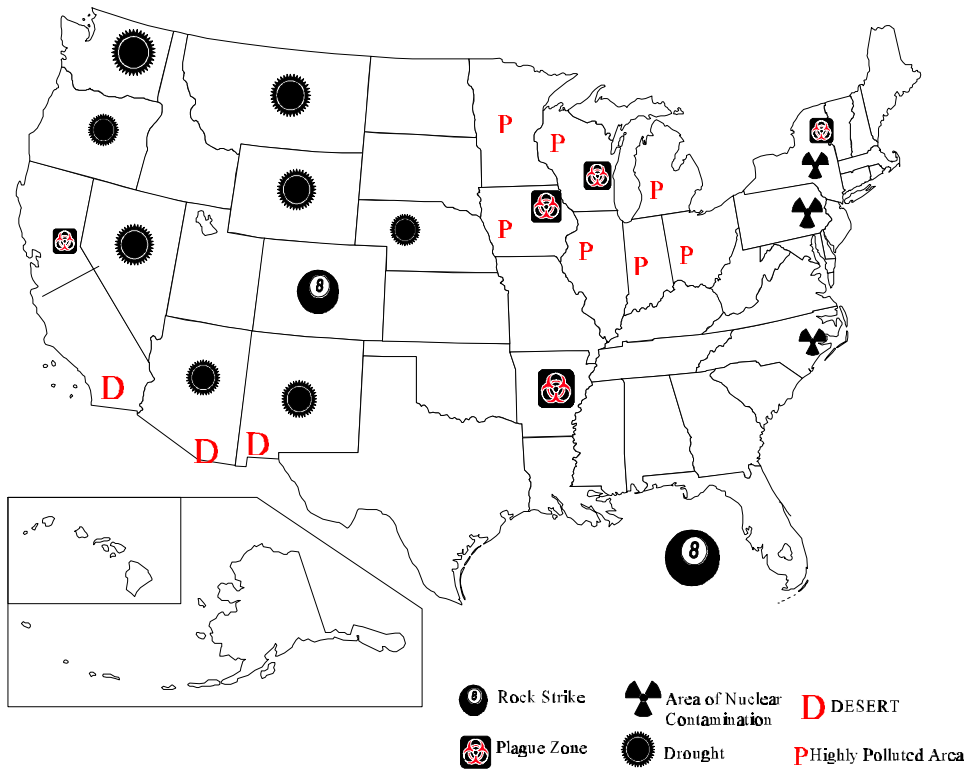 P
P
P
P
P
P
P
P
8
D
D
D
8
8 Rock Strike
Area of Nuclear
Contamination
D DESERT
Plague Zone
Drought
P Highly Polluted Area